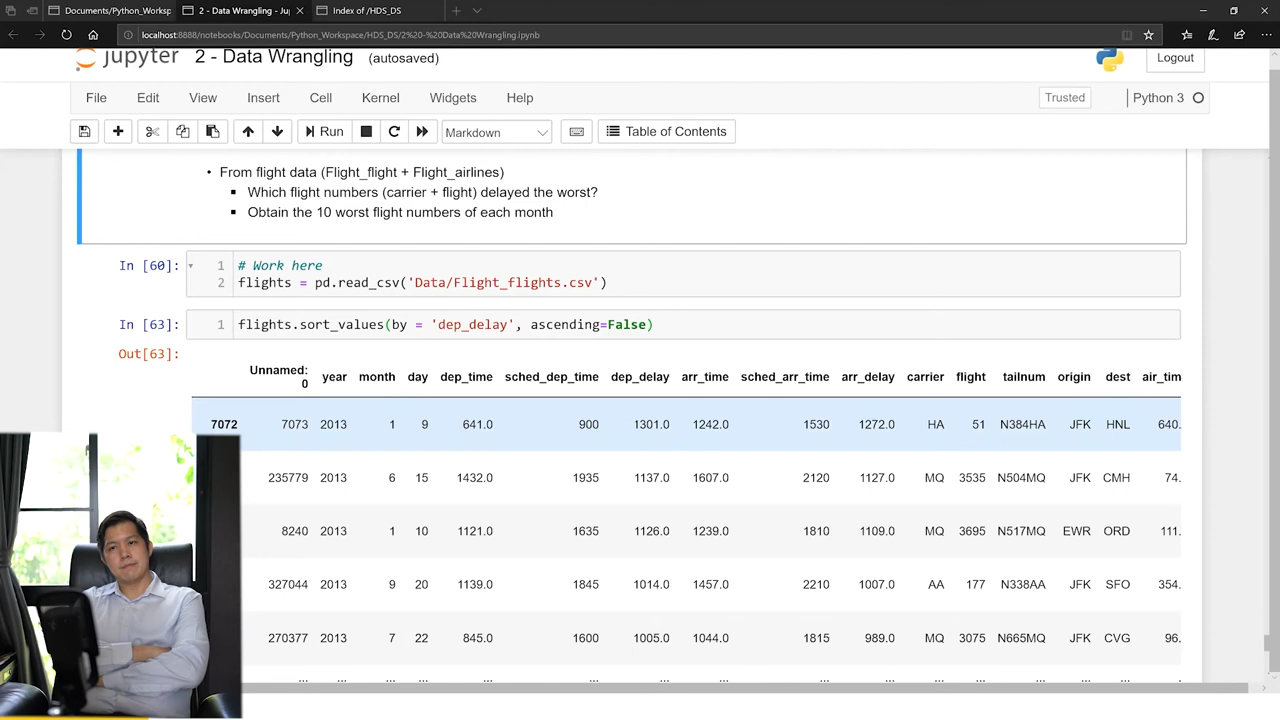 Documents/Python_Worksp
2 - Data Wrangling - Jup
Index of /HDS_DS
localhost:8888/notebooks/Documents/Python_Workspace/HDS_DS/2%20-%20Data%20Wrangling.ipynb
jupyter 2 - Data Wrangling (autosaved)
Logout
File Edit View Insert Cell Kernel Widgets Help
Trusted
Python 3
Run
Markdown
Table of Contents
• From flight data (Flight_flight + Flight_airlines)
▪ Which flight numbers (carrier + flight) delayed the worst?
▪ Obtain the 10 worst flight numbers of each month
In [60]:
1 # Work here
2 flights = pd.read_csv('Data/Flight_flights.csv')
In [63]:
1 flights.sort_values(by = 'dep_delay', ascending=False)
Out[63]:
Unnamed: 0 year month day dep_time sched_dep_time dep_delay arr_time sched_arr_time arr_delay carrier flight tailnum origin dest air_tim
7072 7073 2013 1 9 641.0 900 1301.0 1242.0 1530 1272.0 HA 51 N384HA JFK HNL 640.
235779 2013 6 15 1432.0 1935 1137.0 1607.0 2120 1127.0 MQ 3535 N504MQ JFK CMH 74.
8240 2013 1 10 1121.0 1635 1126.0 1239.0 1810 1109.0 MQ 3695 N517MQ EWR ORD 111.
327044 2013 9 20 1139.0 1845 1014.0 1457.0 2210 1007.0 AA 177 N338AA JFK SFO 354.
270377 2013 7 22 845.0 1600 1005.0 1044.0 1815 989.0 MQ 3075 N665MQ JFK CVG 96.
... ... ... ... ... ... ... ... ... ... ... ... ... ... ...